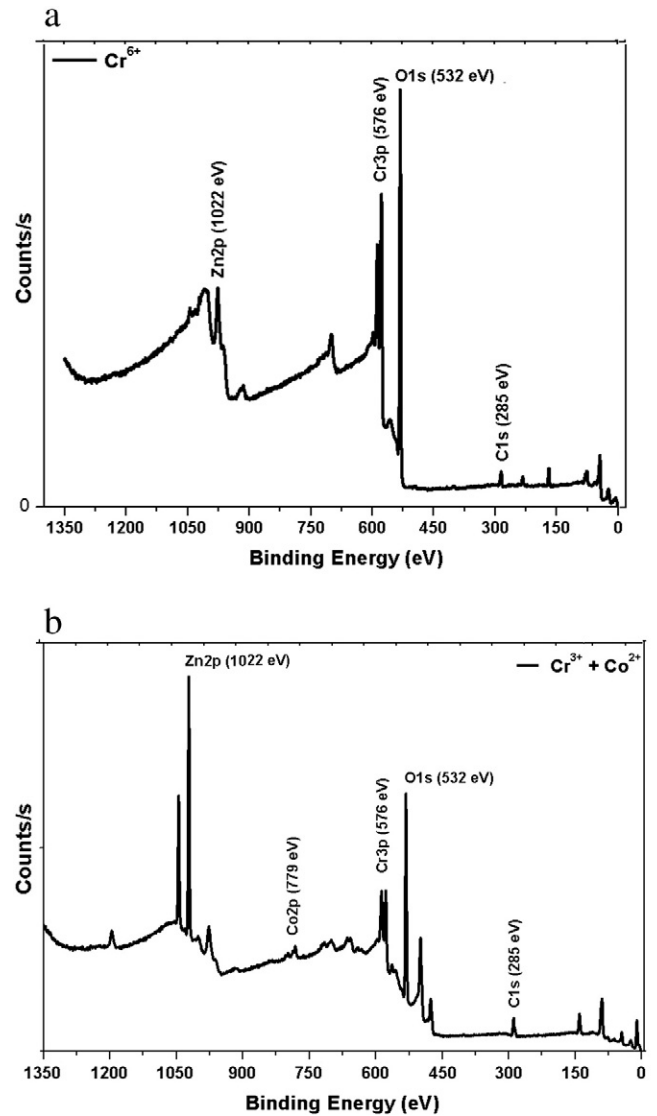 a
Cr⁶⁺
O1s (532 eV)
Cr3p (576 eV)
Zn2p (1022 eV)
C1s (285 eV)
Counts/s
0
1350 1200 1050 900 750 600 450 300 150 0
Binding Energy (eV)
b
Zn2p (1022 eV)
Cr³⁺ + Co²⁺
O1s (532 eV)
Cr3p (576 eV)
Co2p (779 eV)
C1s (285 eV)
Counts/s
1350 1200 1050 900 750 600 450 300 150 0
Binding Energy (eV)